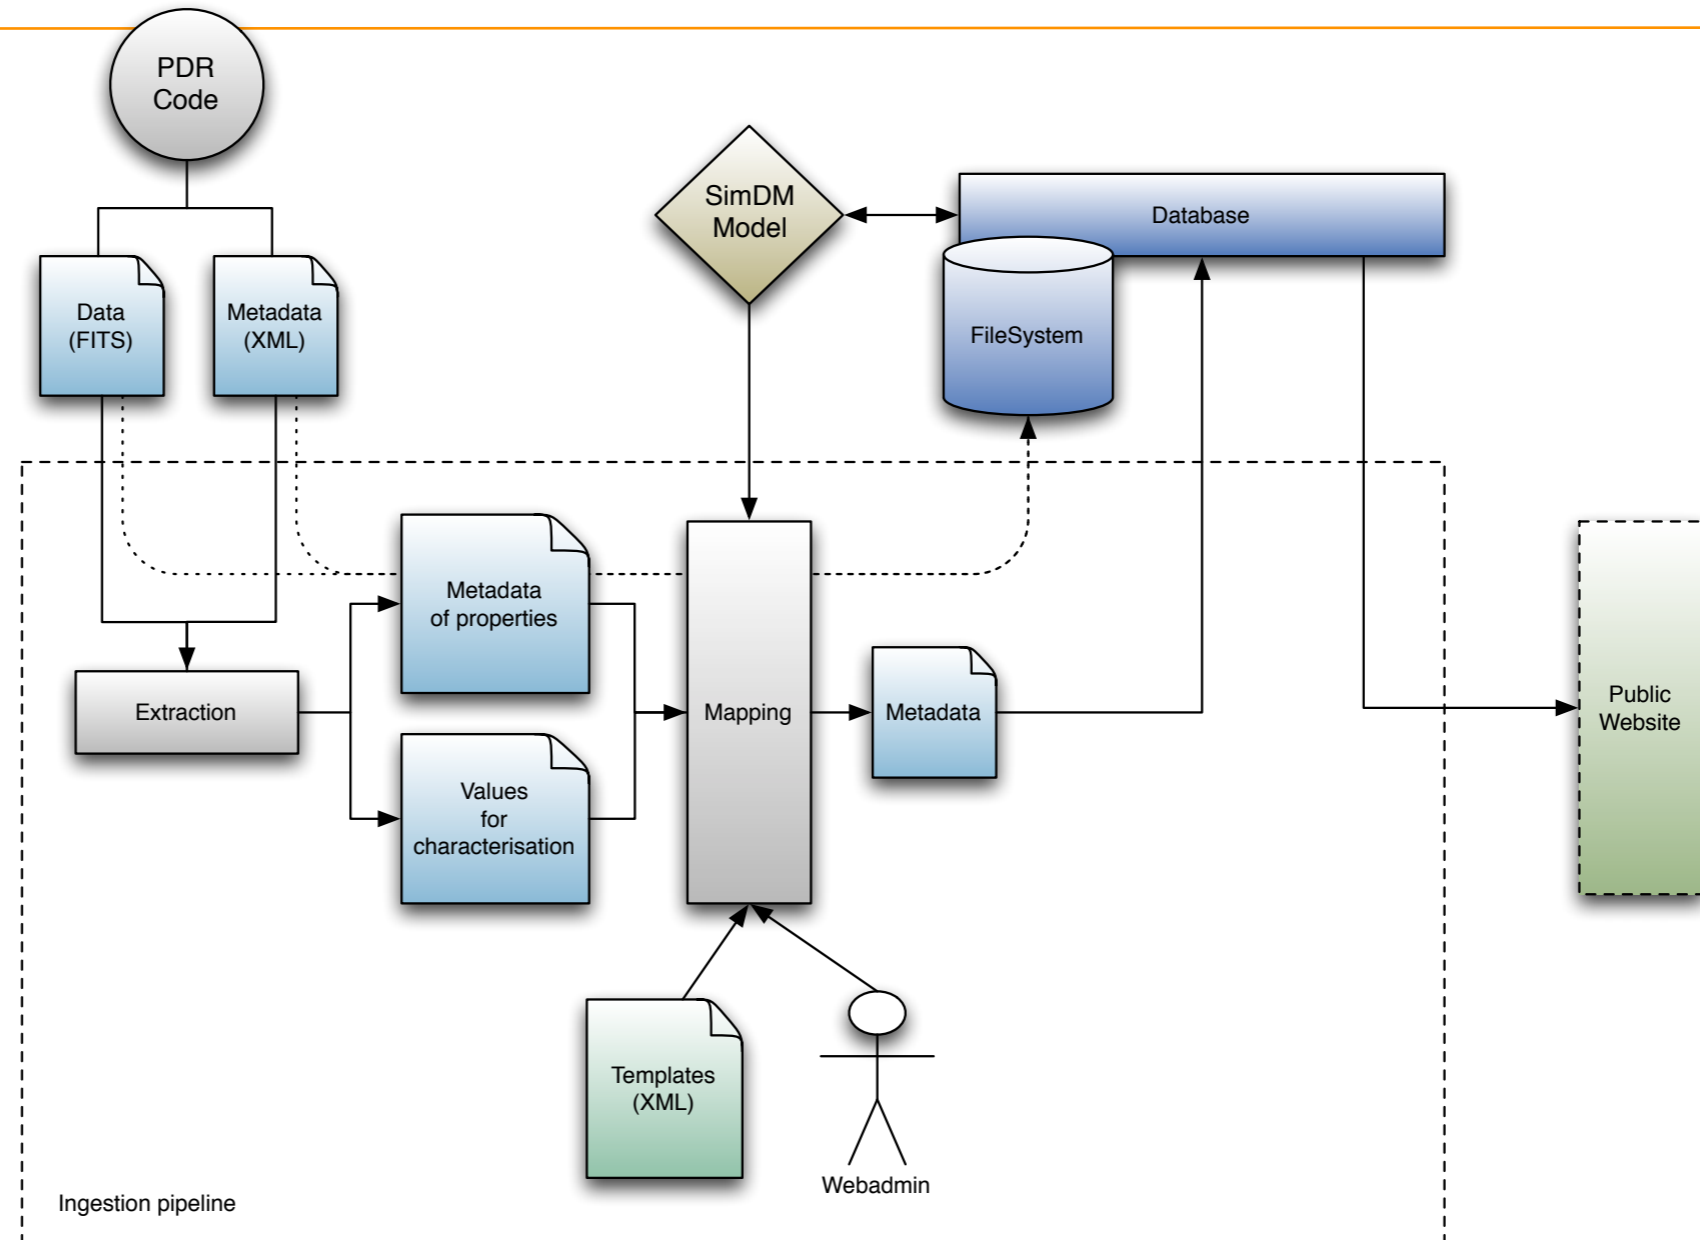 PDR
Code
SimDM
Model
Database
Data
(FITS)
Metadata
(XML)
FileSystem
Metadata
of properties
Extraction
Mapping
Metadata
Public
Website
Values
for
characterisation
Templates
(XML)
Webadmin
Ingestion pipeline